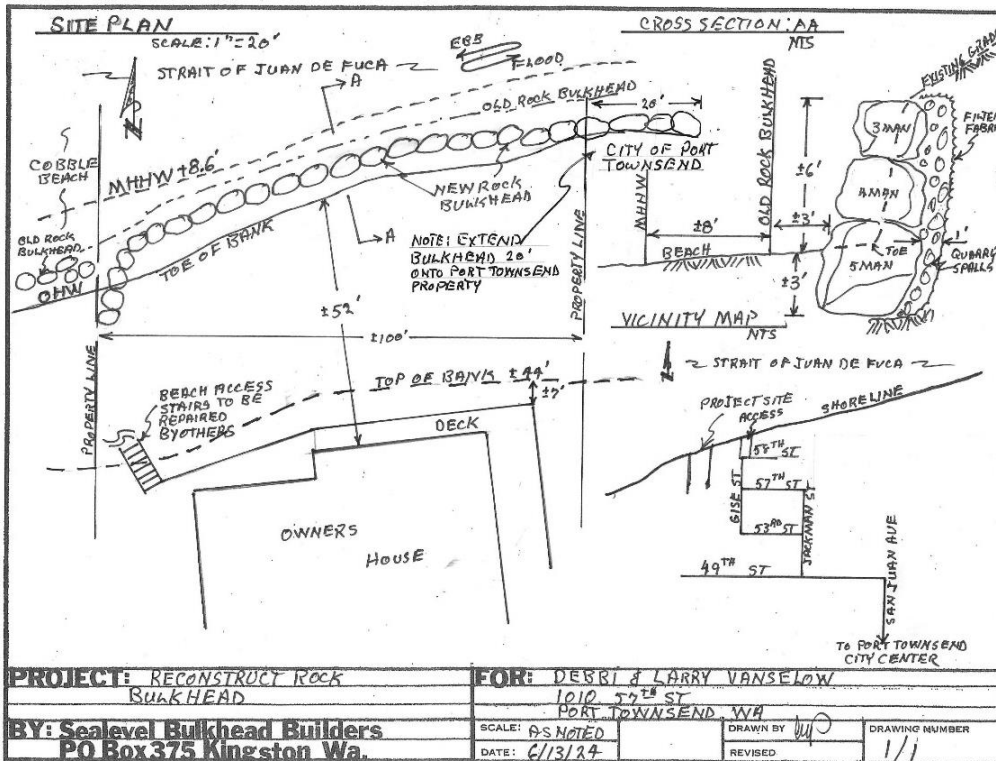 SITE PLAN
SCALE: 1"=20'
STRAIT OF JUAN DE FUCA
EBB
FLOOD
A
N
COBBLE
BEACH
MHHW ±8.6'
OLD ROCK BULKHEAD
20'
CITY OF PORT
TOWNSEND
NEW ROCK
BULKHEAD
OLD ROCK
BULKHEAD
OHW
TOE OF BANK
A
NOTE: EXTEND
BULKHEAD 20'
ONTO PORT TOWNSEND
PROPERTY
PROPERTY LINE
±52'
±100'
PROPERTY LINE
BEACH ACCESS
STAIRS TO BE
REPAIRED
BY OTHERS
TOP OF BANK ±44'
±7'
DECK
OWNERS
HOUSE
CROSS SECTION: AA
NTS
EXISTING GRADE
FILTER
FABRIC
OLD ROCK BULKHEAD
MHHW
±8'
±3'
±6'
±3'
3 MAN
4 MAN
5 MAN
TOE
1'
QUARRY
SPALLS
BEACH
VICINITY MAP
NTS
N
STRAIT OF JUAN DE FUCA
PROJECT SITE
ACCESS
SHORELINE
58TH ST
57TH ST
GISE ST
53RD ST
JACKMAN ST
49TH ST
SAN JUAN AVE
TO PORT TOWNSEND
CITY CENTER
PROJECT: RECONSTRUCT ROCK
BULKHEAD
FOR: DEBBI & LARRY VANSELOW
1010 57TH ST
PORT TOWNSEND WA
BY: Sealevel Bulkhead Builders
PO Box 375 Kingston Wa.
SCALE: AS NOTED
DRAWN BY
DRAWING NUMBER
DATE: 6/13/24
REVISED
1/1